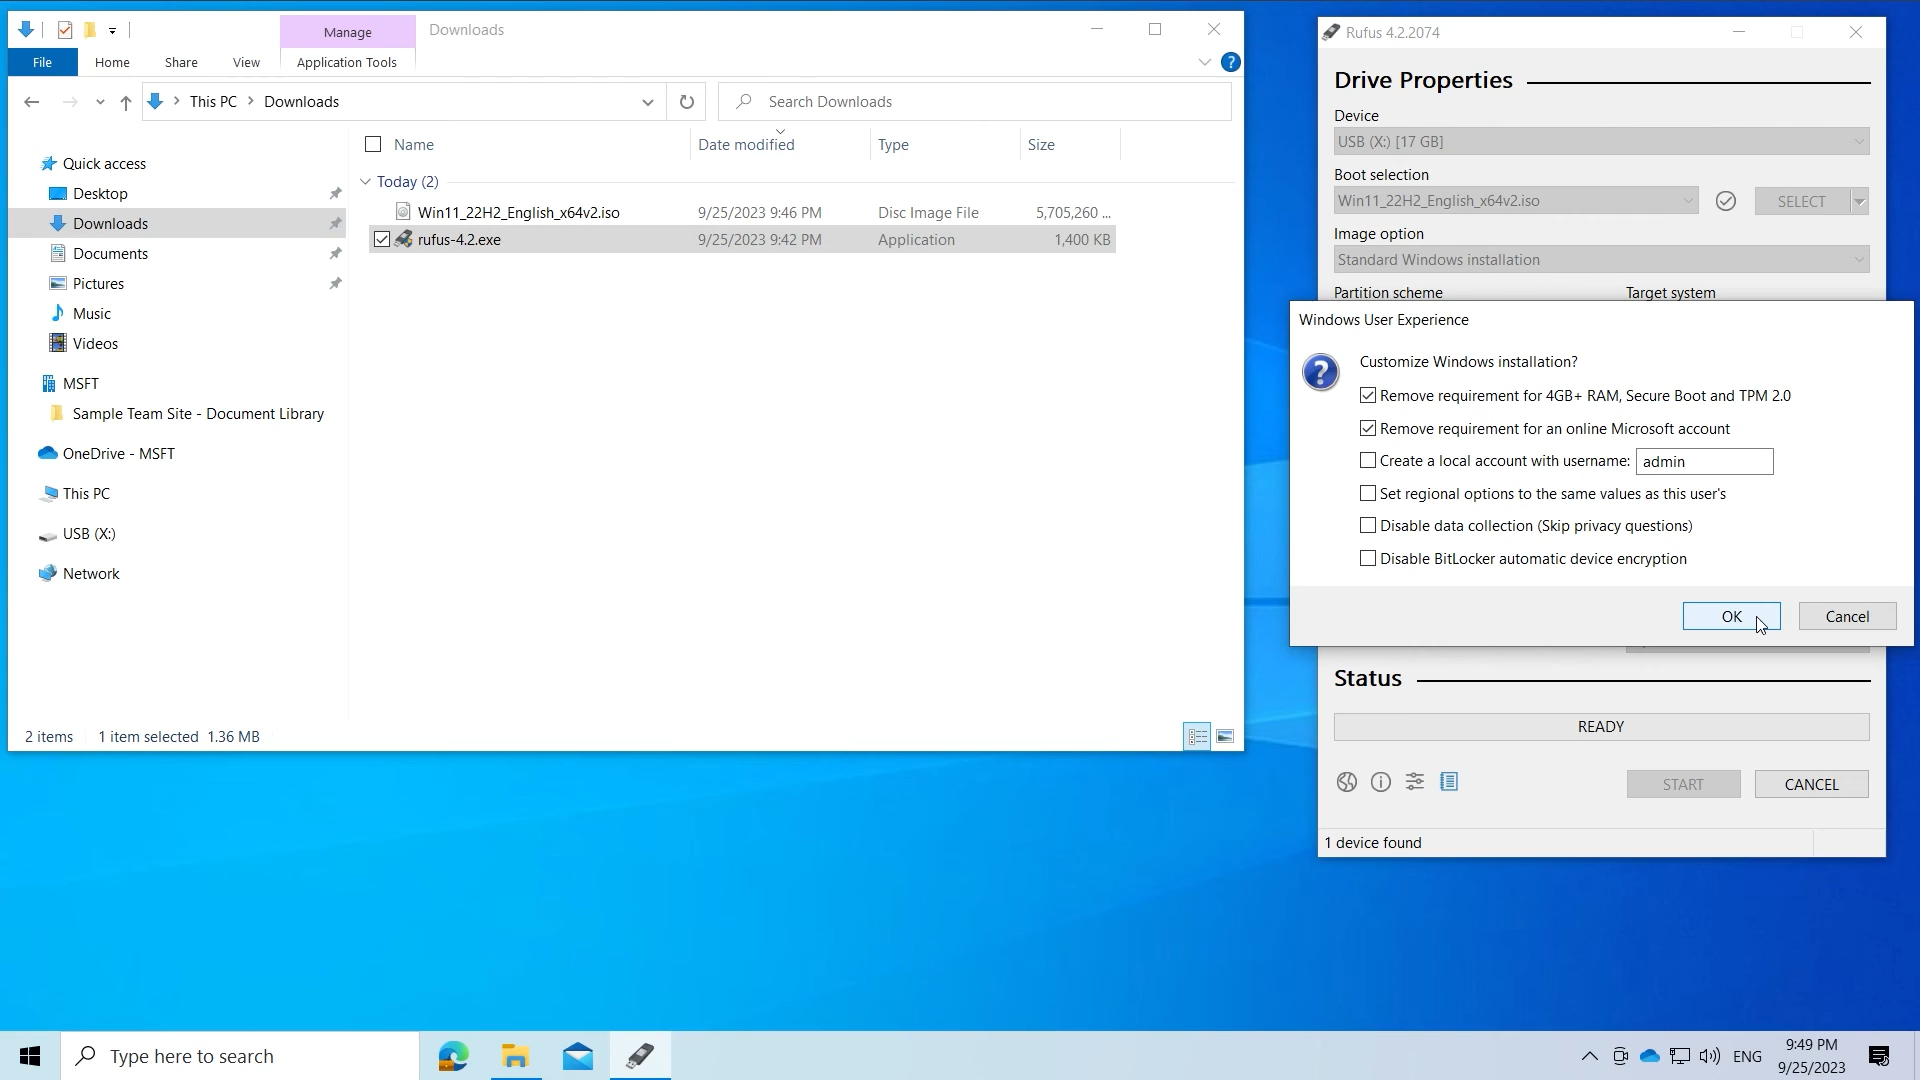 Manage
Downloads
File
Home
Share
View
Application Tools
This PC
Downloads
Search Downloads
Name
Date modified
Type
Size
Quick access
Desktop
Downloads
Documents
Pictures
Music
Videos
MSFT
Sample Team Site - Document Library
OneDrive - MSFT
This PC
USB (X:)
Network
Today (2)
Win11_22H2_English_x64v2.iso 9/25/2023 9:46 PM Disc Image File 5,705,260 ...
rufus-4.2.exe 9/25/2023 9:42 PM Application 1,400 KB
2 items 1 item selected 1.36 MB
Rufus 4.2.2074
Drive Properties
Device
USB (X:) [17 GB]
Boot selection
Win11_22H2_English_x64v2.iso
SELECT
Image option
Standard Windows installation
Partition scheme
Target system
Windows User Experience
Customize Windows installation?
Remove requirement for 4GB+ RAM, Secure Boot and TPM 2.0
Remove requirement for an online Microsoft account
Create a local account with username: admin
Set regional options to the same values as this user's
Disable data collection (Skip privacy questions)
Disable BitLocker automatic device encryption
OK
Cancel
Status
READY
START
CANCEL
1 device found
Type here to search
ENG
9:49 PM
9/25/2023